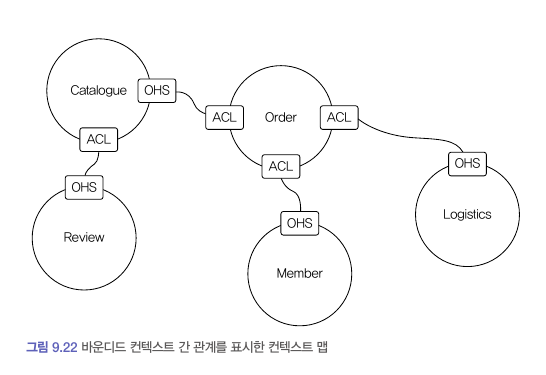 Catalogue
OHS
ACL
Order
ACL
ACL
ACL
OHS
OHS
Review
OHS
Member
Logistics
그림 9.22 바운디드 컨텍스트 간 관계를 표시한 컨텍스트 맵